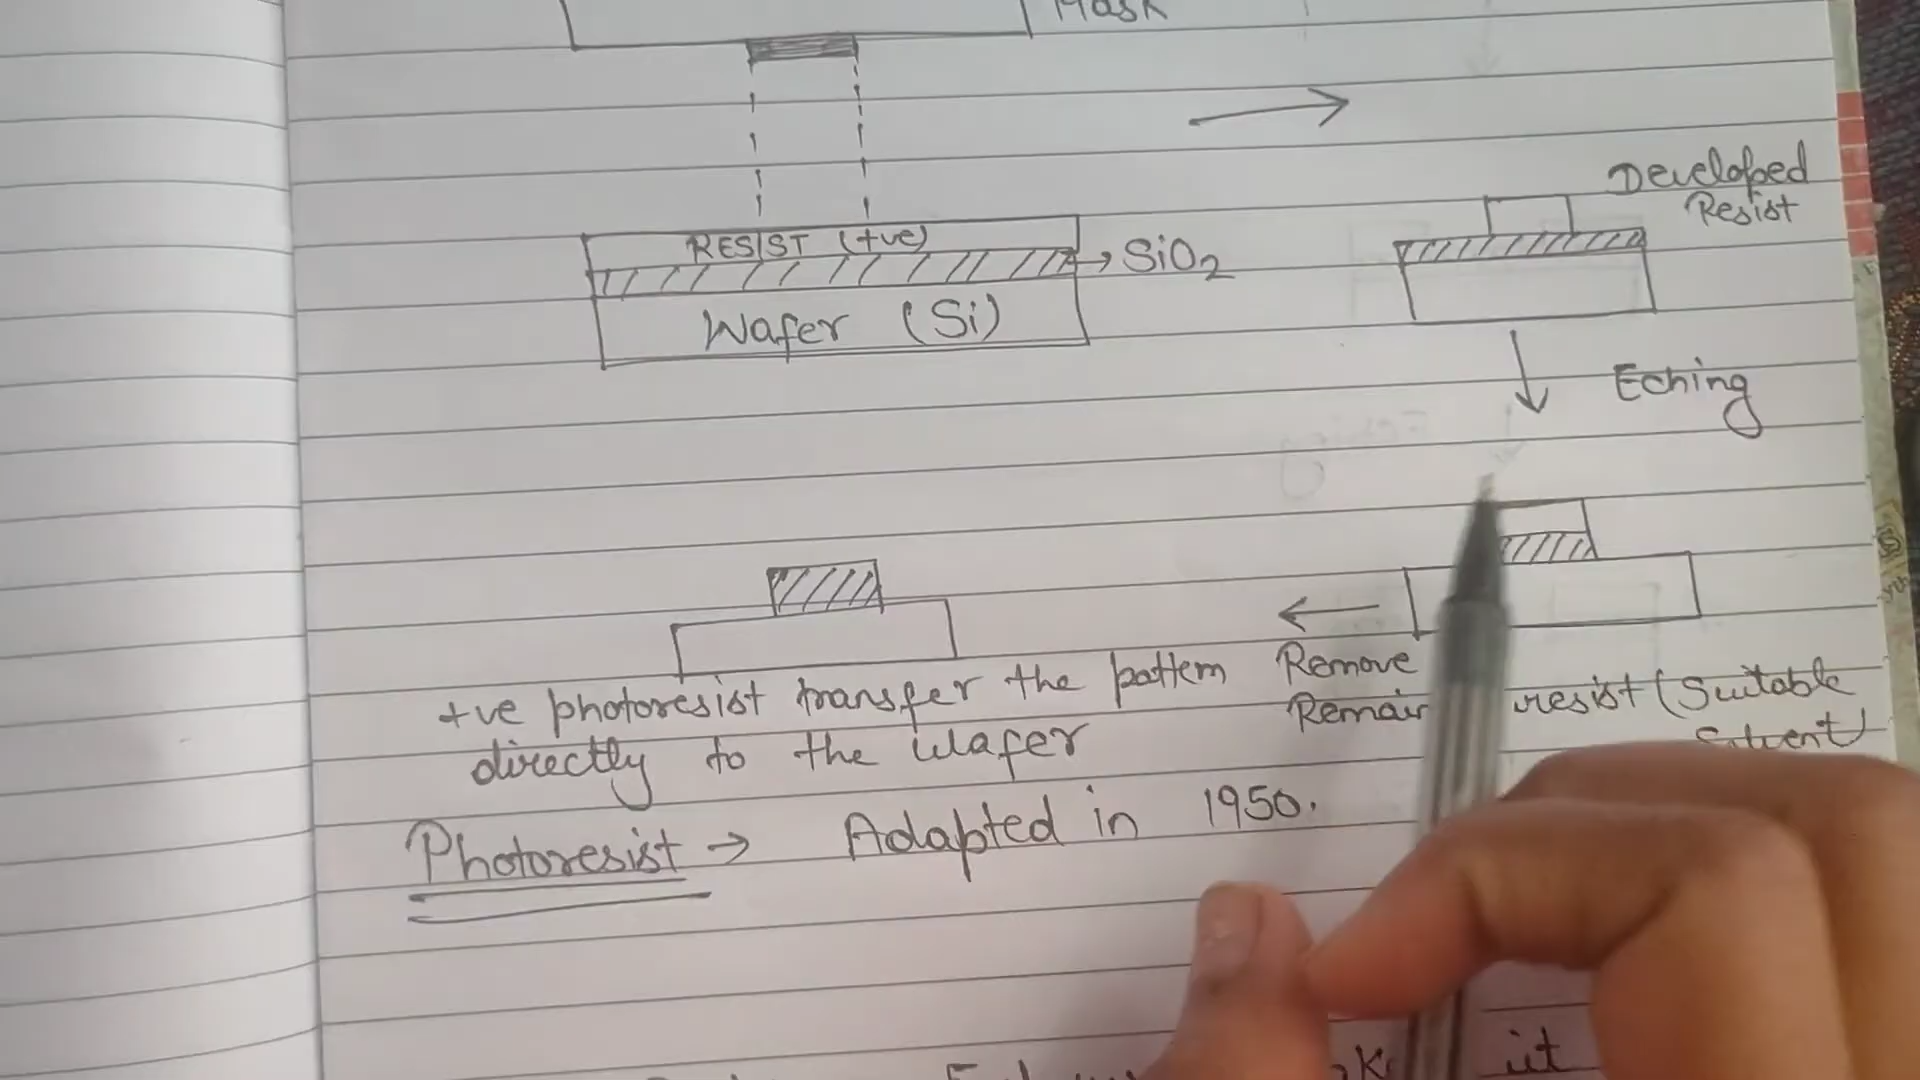 Mask
Developed
Resist
RESIST (+ve)
→ SiO2
Wafer (Si)
Eching
+ve photoresist transfer the pattern
directly to the Wafer
Remove
resist (Suitable
Solvent)
Photoresist → Adapted in 1950.